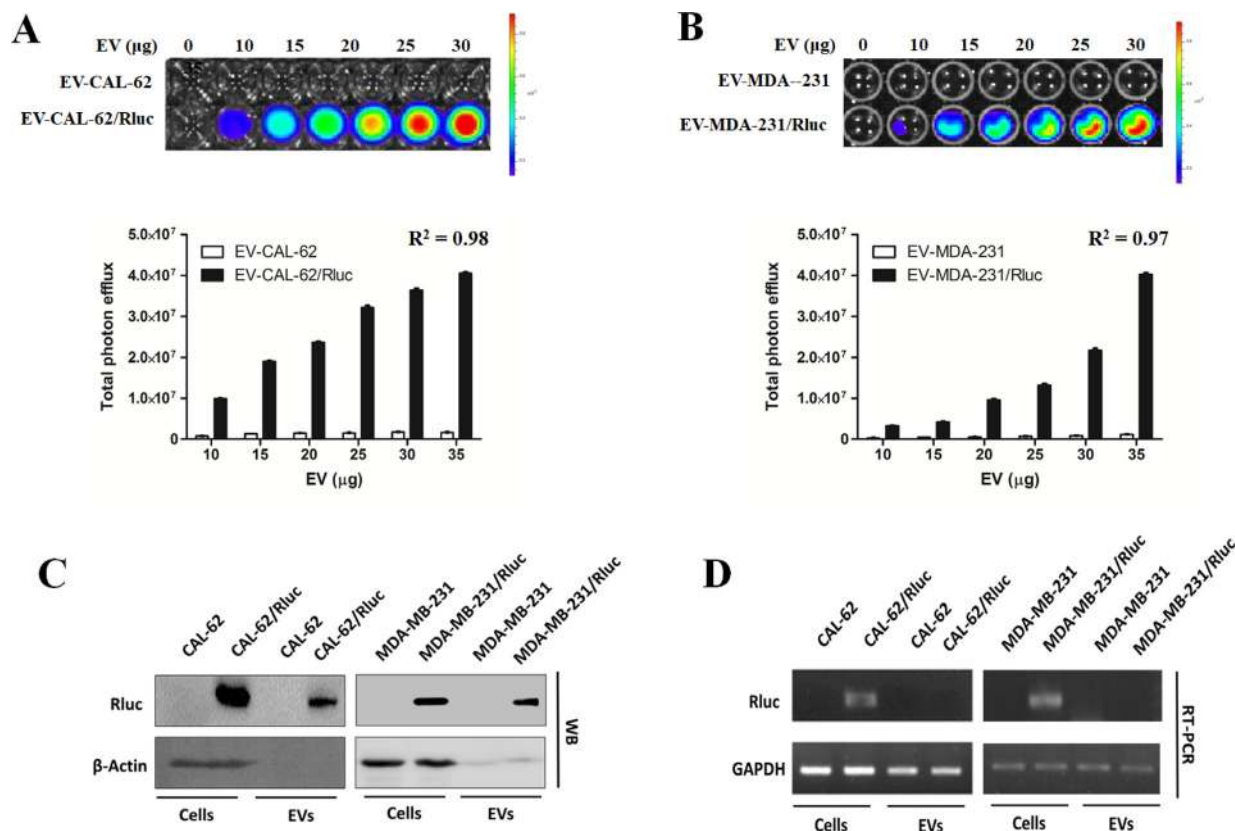 A
EV (µg) 0 10 15 20 25 30
EV-CAL-62
EV-CAL-62/Rluc
B
EV (µg) 0 10 15 20 25 30
EV-MDA--231
EV-MDA-231/Rluc
R² = 0.98
EV-CAL-62
EV-CAL-62/Rluc
Total photon efflux
5.0×10⁷
4.0×10⁷
3.0×10⁷
2.0×10⁷
1.0×10⁷
0
10 15 20 25 30 35
EV (µg)
R² = 0.97
EV-MDA-231
EV-MDA-231/Rluc
Total photon efflux
5.0×10⁷
4.0×10⁷
3.0×10⁷
2.0×10⁷
1.0×10⁷
0
10 15 20 25 30 35
EV (µg)
C
CAL-62
CAL-62/Rluc
CAL-62
CAL-62/Rluc
MDA-MB-231
MDA-MB-231/Rluc
MDA-MB-231
MDA-MB-231/Rluc
Rluc
β-Actin
WB
Cells EVs Cells EVs
D
CAL-62
CAL-62/Rluc
CAL-62
CAL-62/Rluc
MDA-MB-231
MDA-MB-231/Rluc
MDA-MB-231
MDA-MB-231/Rluc
Rluc
GAPDH
RT-PCR
Cells EVs Cells EVs